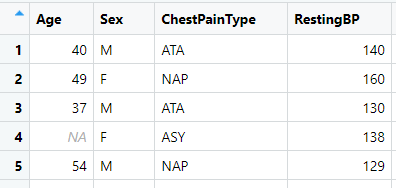 Age Sex ChestPainType RestingBP
1 40 M ATA 140
2 49 F NAP 160
3 37 M ATA 130
4 NA F ASY 138
5 54 M NAP 129